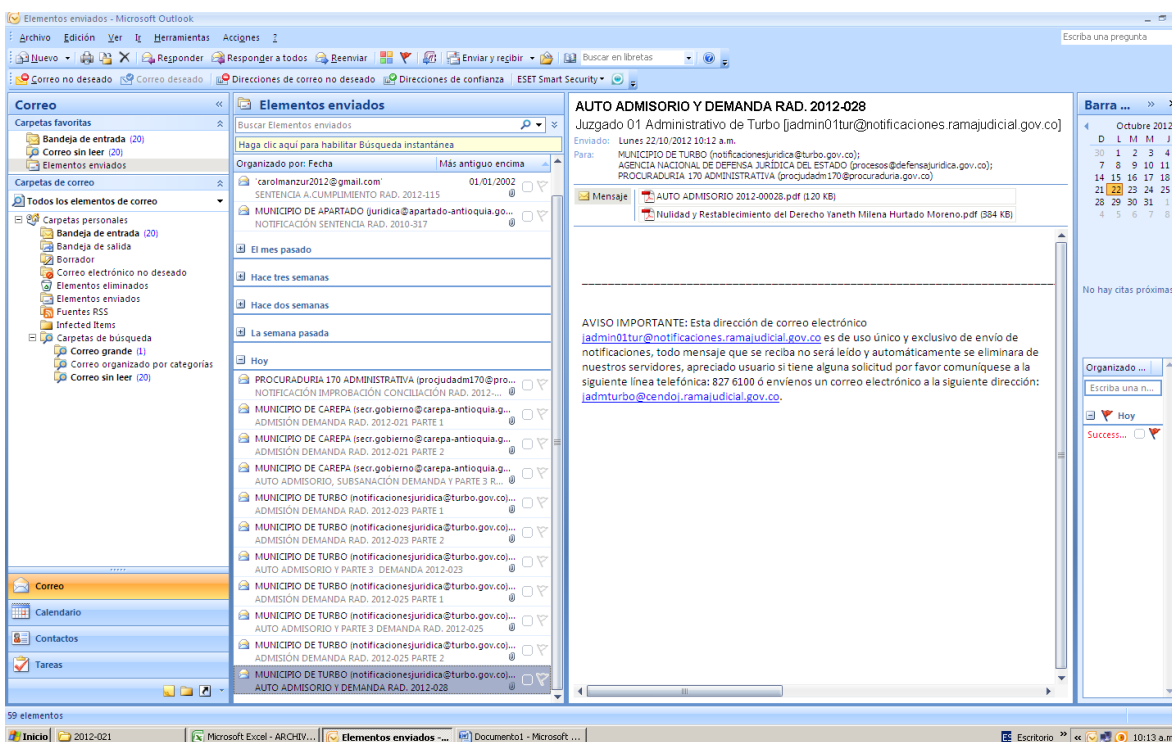 Elementos enviados - Microsoft Outlook
Archivo Edición Ver Ir Herramientas Acciones ?
Escriba una pregunta
Nuevo Responder Responder a todos Reenviar Enviar y recibir Buscar en libretas
Correo no deseado Correo deseado Direcciones de correo no deseado Direcciones de confianza ESET Smart Security
Correo
Carpetas favoritas
Bandeja de entrada (20)
Correo sin leer (20)
Elementos enviados
Carpetas de correo
Todos los elementos de correo
Carpetas personales
Bandeja de entrada (20)
Bandeja de salida
Borrador
Correo electrónico no deseado
Elementos eliminados
Elementos enviados
Fuentes RSS
Infected Items
Carpetas de búsqueda
Correo grande (1)
Correo organizado por categorías
Correo sin leer (20)
Correo
Calendario
Contactos
Tareas
Elementos enviados
Buscar Elementos enviados
Haga clic aquí para habilitar Búsqueda instantánea
Organizado por: Fecha Más antiguo encima
'carolmanzur2012@gmail.com' 01/01/2002
SENTENCIA A.CUMPLIMIENTO RAD. 2012-115
MUNICIPIO DE APARTADO (juridica@apartado-antioquia.go...
NOTIFICACIÓN SENTENCIA RAD. 2010-317
El mes pasado
Hace tres semanas
Hace dos semanas
La semana pasada
Hoy
PROCURADURIA 170 ADMINISTRATIVA (procjudadm170@pro...
NOTIFICACIÓN IMPROBACIÓN CONCILIACIÓN RAD. 2012-...
MUNICIPIO DE CAREPA (secr.gobierno@carepa-antioquia.g...
ADMISIÓN DEMANDA RAD. 2012-021 PARTE 1
MUNICIPIO DE CAREPA (secr.gobierno@carepa-antioquia.g...
ADMISIÓN DEMANDA RAD. 2012-021 PARTE 2
MUNICIPIO DE CAREPA (secr.gobierno@carepa-antioquia.g...
AUTO ADMISORIO, SUBSANACIÓN DEMANDA Y PARTE 3 R...
MUNICIPIO DE TURBO (notificacionesjuridica@turbo.gov.co)...
ADMISIÓN DEMANDA RAD. 2012-023 PARTE 1
MUNICIPIO DE TURBO (notificacionesjuridica@turbo.gov.co)...
ADMISIÓN DEMANDA RAD. 2012-023 PARTE 2
MUNICIPIO DE TURBO (notificacionesjuridica@turbo.gov.co)...
AUTO ADMISORIO Y PARTE 3 DEMANDA 2012-023
MUNICIPIO DE TURBO (notificacionesjuridica@turbo.gov.co)...
ADMISIÓN DEMANDA RAD. 2012-025 PARTE 1
MUNICIPIO DE TURBO (notificacionesjuridica@turbo.gov.co)...
AUTO ADMISORIO Y PARTE 3 DEMANDA RAD. 2012-025
MUNICIPIO DE TURBO (notificacionesjuridica@turbo.gov.co)...
ADMISIÓN DEMANDA RAD. 2012-025 PARTE 2
MUNICIPIO DE TURBO (notificacionesjuridica@turbo.gov.co)...
AUTO ADMISORIO Y DEMANDA RAD. 2012-028
AUTO ADMISORIO Y DEMANDA RAD. 2012-028
Juzgado 01 Administrativo de Turbo [jadmin01tur@notificaciones.ramajudicial.gov.co]
Enviado: Lunes 22/10/2012 10:12 a.m.
Para: MUNICIPIO DE TURBO (notificacionesjuridica@turbo.gov.co);
AGENCIA NACIONAL DE DEFENSA JURÍDICA DEL ESTADO (procesos@defensajuridica.gov.co);
PROCURADURIA 170 ADMINISTRATIVA (procjudadm170@procuraduria.gov.co)
Mensaje AUTO ADMISORIO 2012-00028.pdf (120 KB)
Nulidad y Restablecimiento del Derecho Yaneth Milena Hurtado Moreno.pdf (384 KB)
AVISO IMPORTANTE: Esta dirección de correo electrónico
jadmin01tur@notificaciones.ramajudicial.gov.co es de uso único y exclusivo de envío de
notificaciones, todo mensaje que se reciba no será leído y automáticamente se eliminara de
nuestros servidores, apreciado usuario si tiene alguna solicitud por favor comuníquese a la
siguiente línea telefónica: 827 6100 ó envíenos un correo electrónico a la siguiente dirección:
jadmturbo@cendoj.ramajudicial.gov.co.
Barra ...
Octubre 2012
D L M M J
30 1 2 3 4
7 8 9 10 11
14 15 16 17 18
21 22 23 24 25
28 29 30 31 1
4 5 6 7 8
No hay citas próximas
Organizado ...
Escriba una n...
Hoy
Success...
59 elementos
Inicio 2012-021 Microsoft Excel - ARCHIV... Elementos enviados -... Documento1 - Microsoft ... ES Escritorio 10:13 a.m